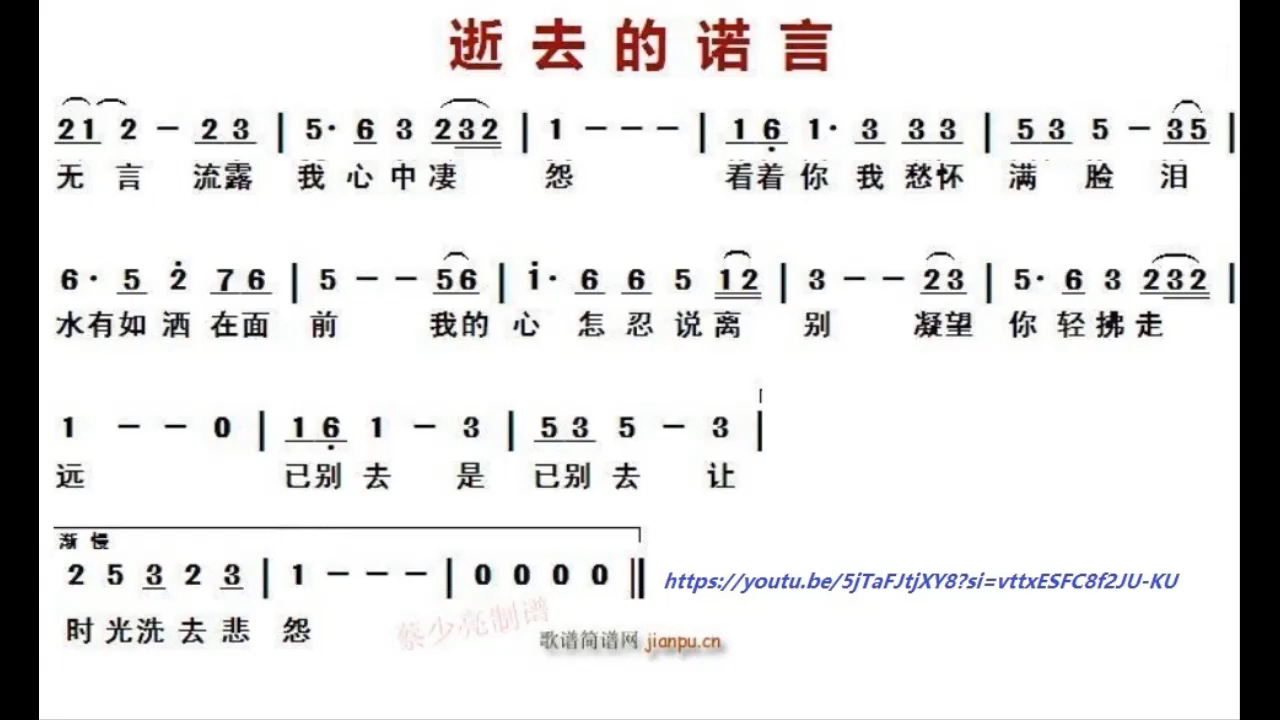 逝去的诺言
21 2 - 23 | 5· 6 3 232 | 1 - - - | 16 1· 3 33 | 53 5 - 35 |
无言 流露 我心中凄 怨 看着你我愁怀 满 脸 泪
6· 5 2 76 | 5 - - 56 | i· 6 6 5 12 | 3 - - 23 | 5· 6 3 232 |
水有如洒在面 前 我的心怎忍说离 别 凝望你轻拂走
1 - - 0 | 16 1 - 3 | 53 5 - 3 |
远 已别去 是 已别去 让
渐 慢
2 5 3 2 3 | 1 - - - | 0 0 0 0 ‖ https://youtu.be/5jTaFJtjXY8?si=vttxESFC8f2JU-KU
时光洗去悲 怨 蔡少亮制谱
歌谱简谱网 jianpu.cn